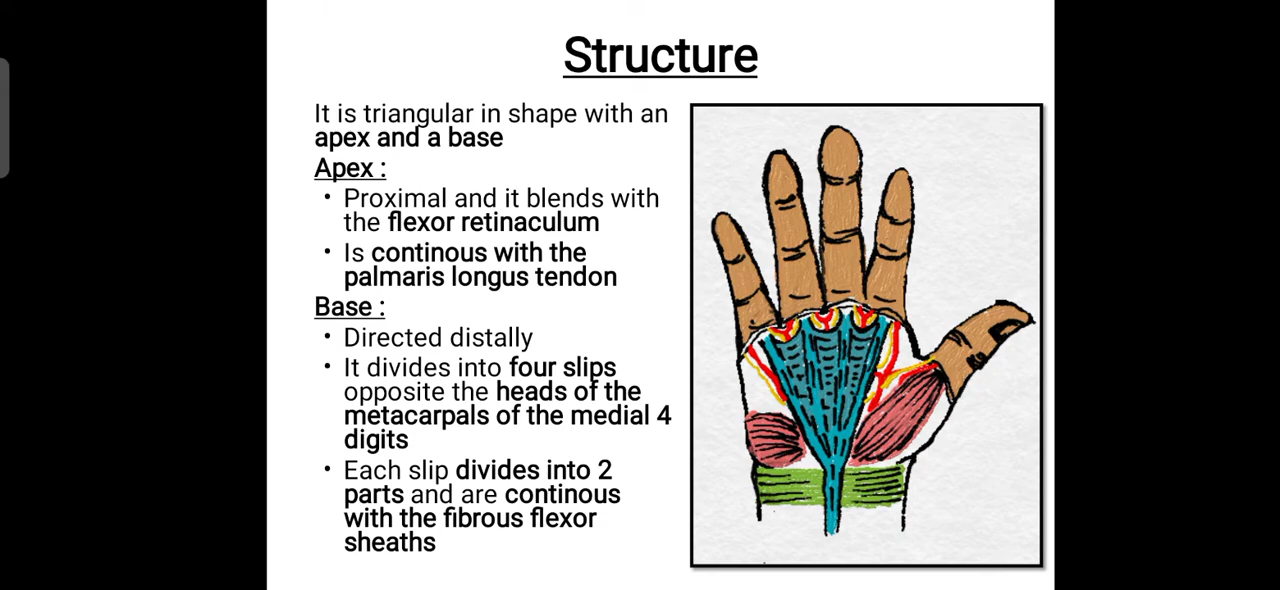 Structure
It is triangular in shape with an
apex and a base
Apex :
• Proximal and it blends with
the flexor retinaculum
• Is continous with the
palmaris longus tendon
Base :
• Directed distally
• It divides into four slips
opposite the heads of the
metacarpals of the medial 4
digits
• Each slip divides into 2
parts and are continous
with the fibrous flexor
sheaths